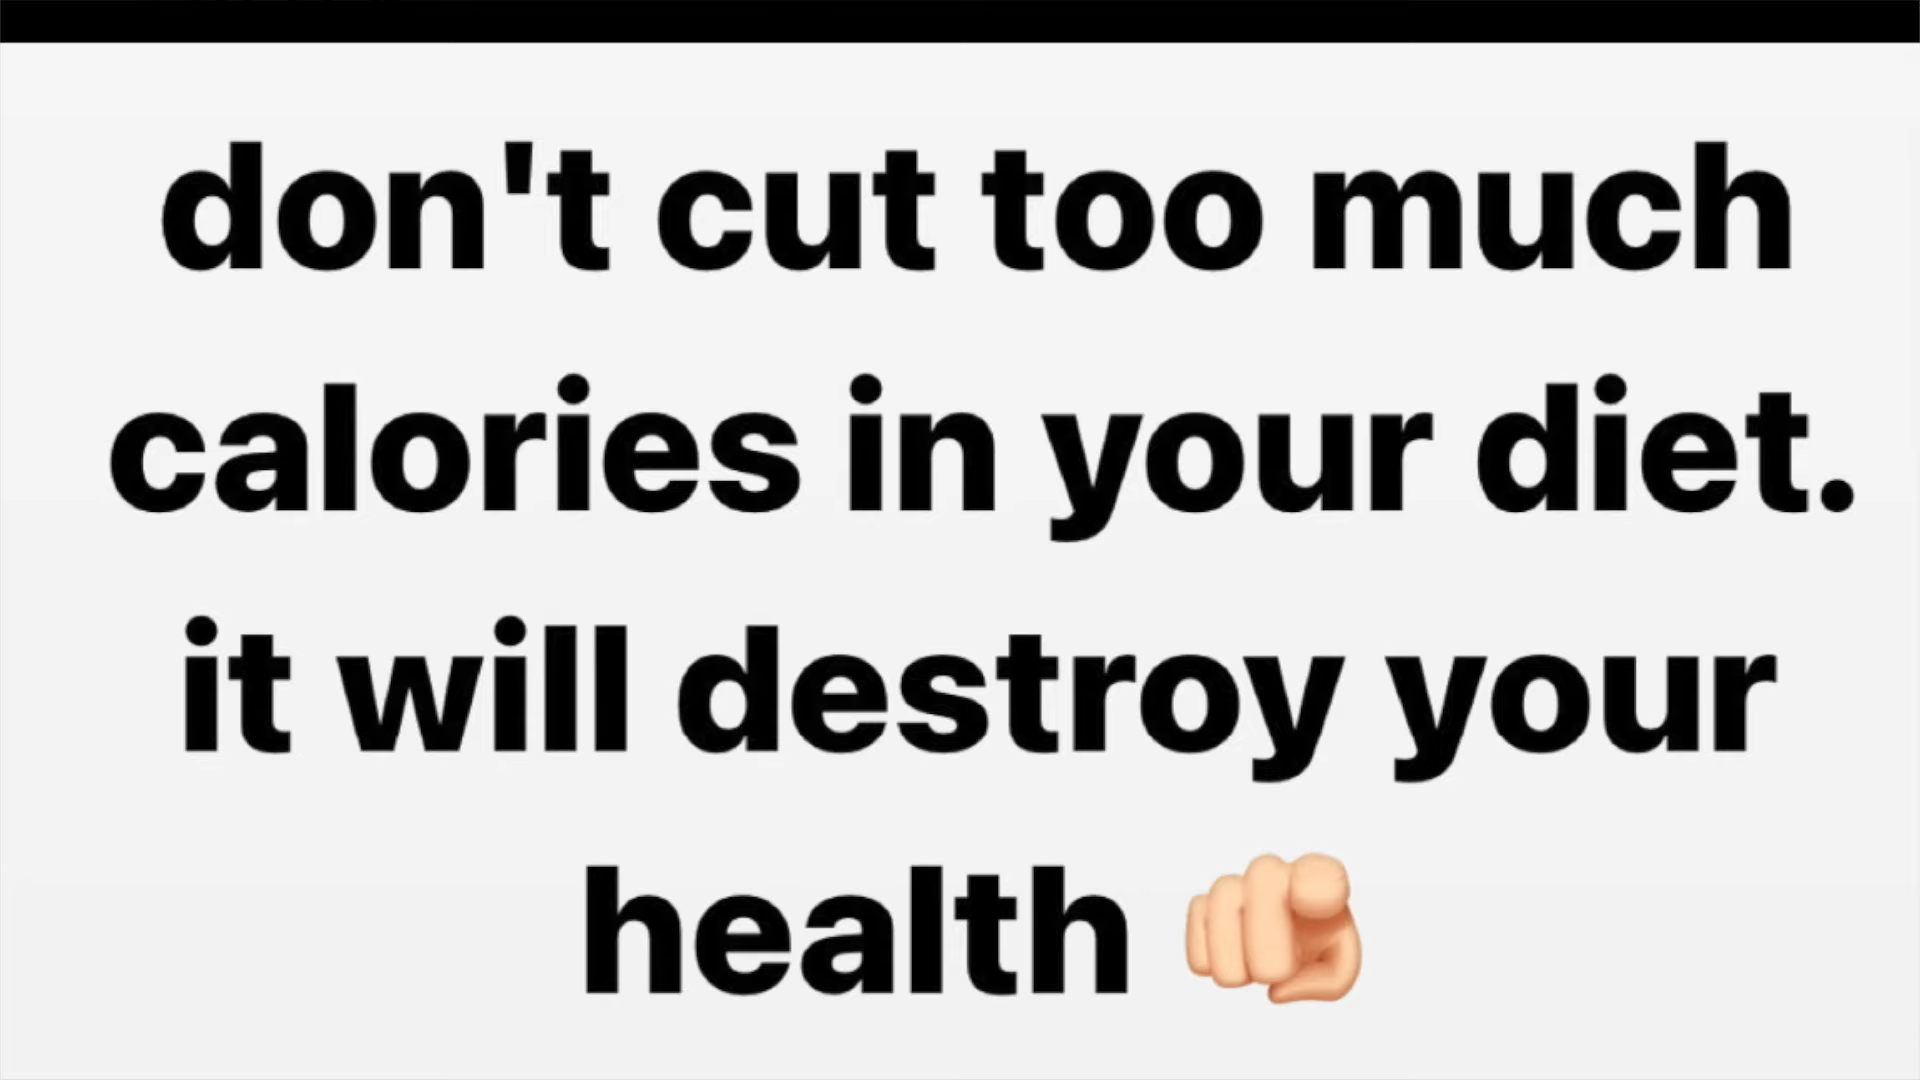 don't cut too much
calories in your diet.
it will destroy your
health 🫵🏼